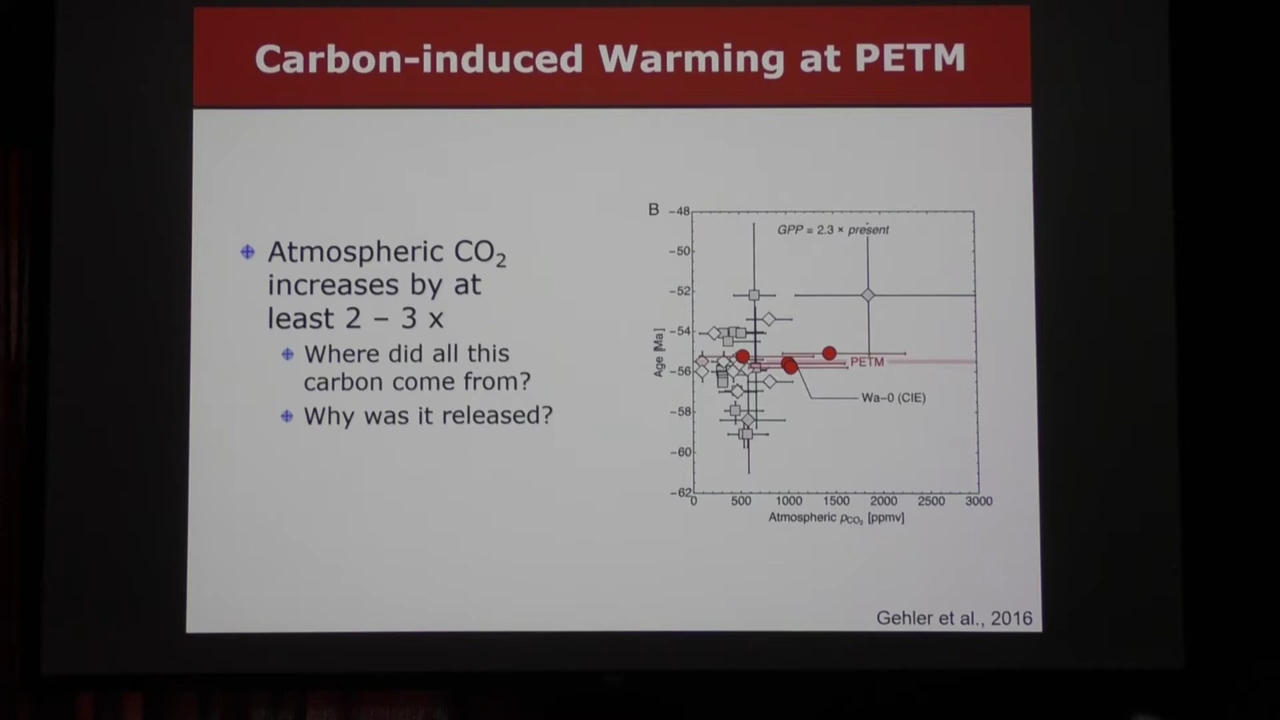 Carbon-induced Warming at PETM
Atmospheric CO₂
increases by at
least 2 – 3 x
Where did all this
carbon come from?
Why was it released?
B
GPP = 2.3 × present
−48
−50
−52
−54
−56
−58
−60
−62
Age [Ma]
PETM
Wa–0 (CIE)
0 500 1000 1500 2000 2500 3000
Atmospheric pCO₂ [ppmv]
Gehler et al., 2016